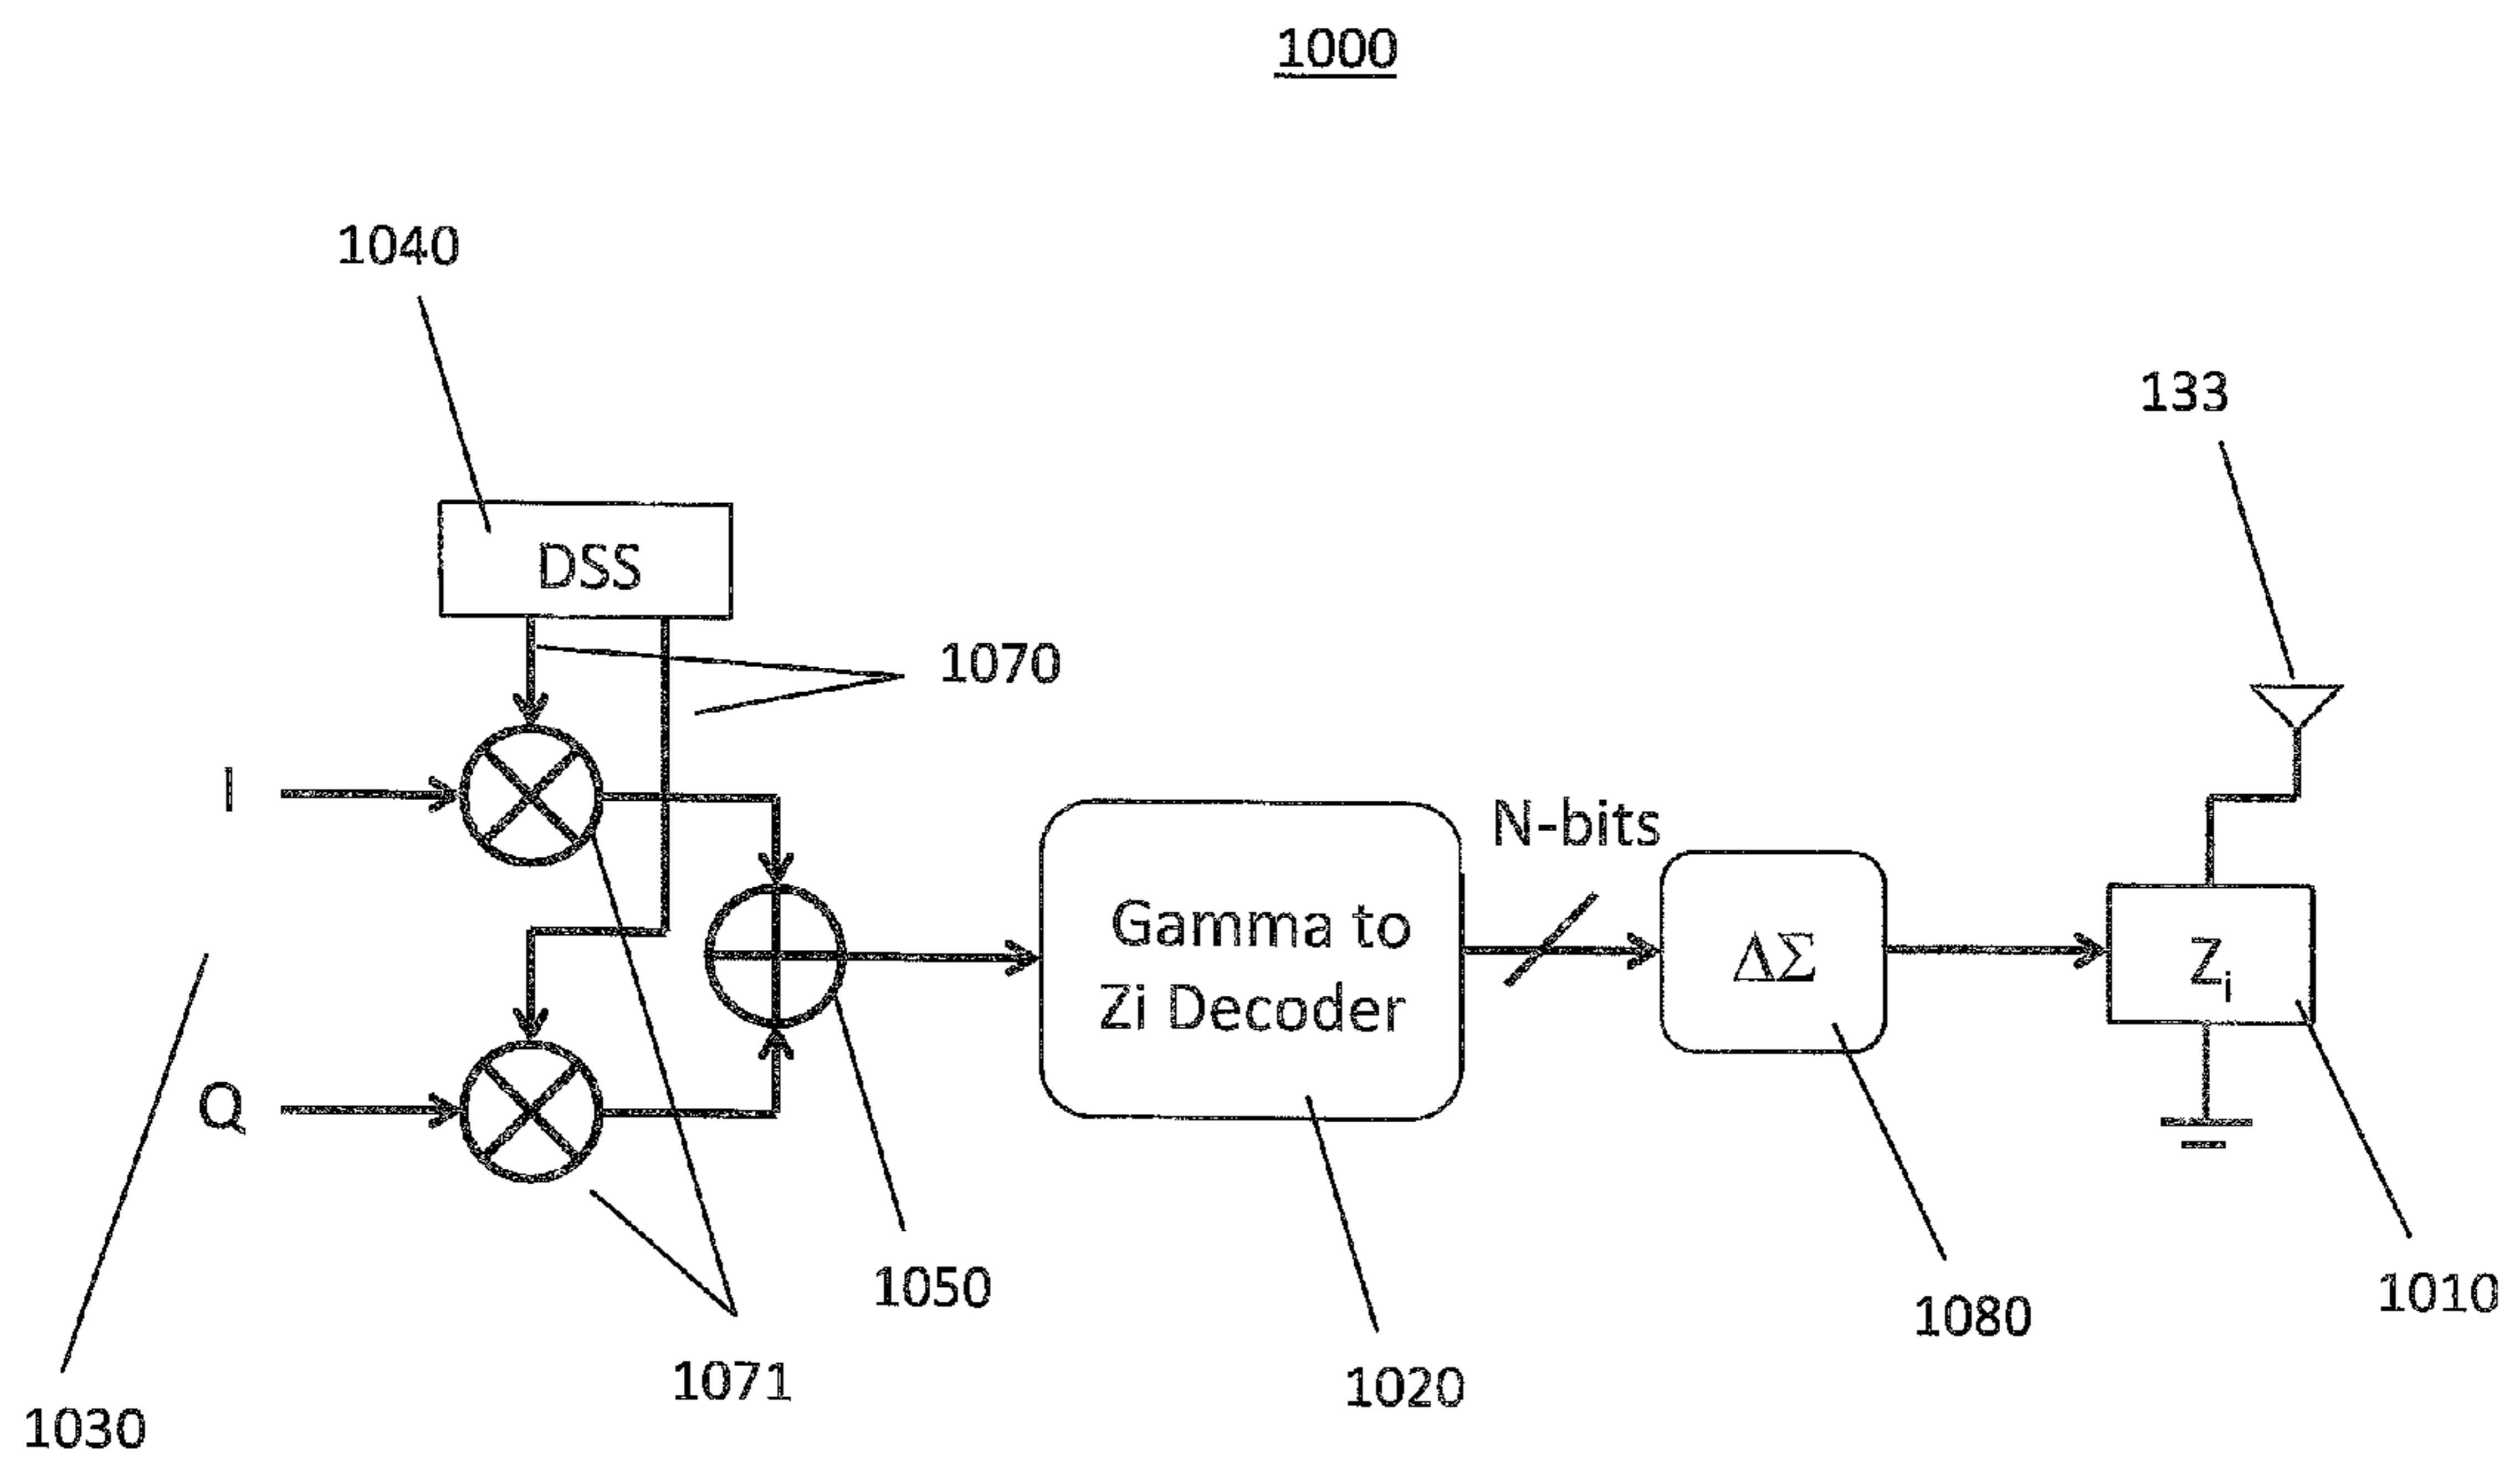 1000
1040
133
DSS
1070
I
N-bits
Gamma to
Zi Decoder
ΔΣ
Zi
Q
1050
1010
1080
1071
1020
1030